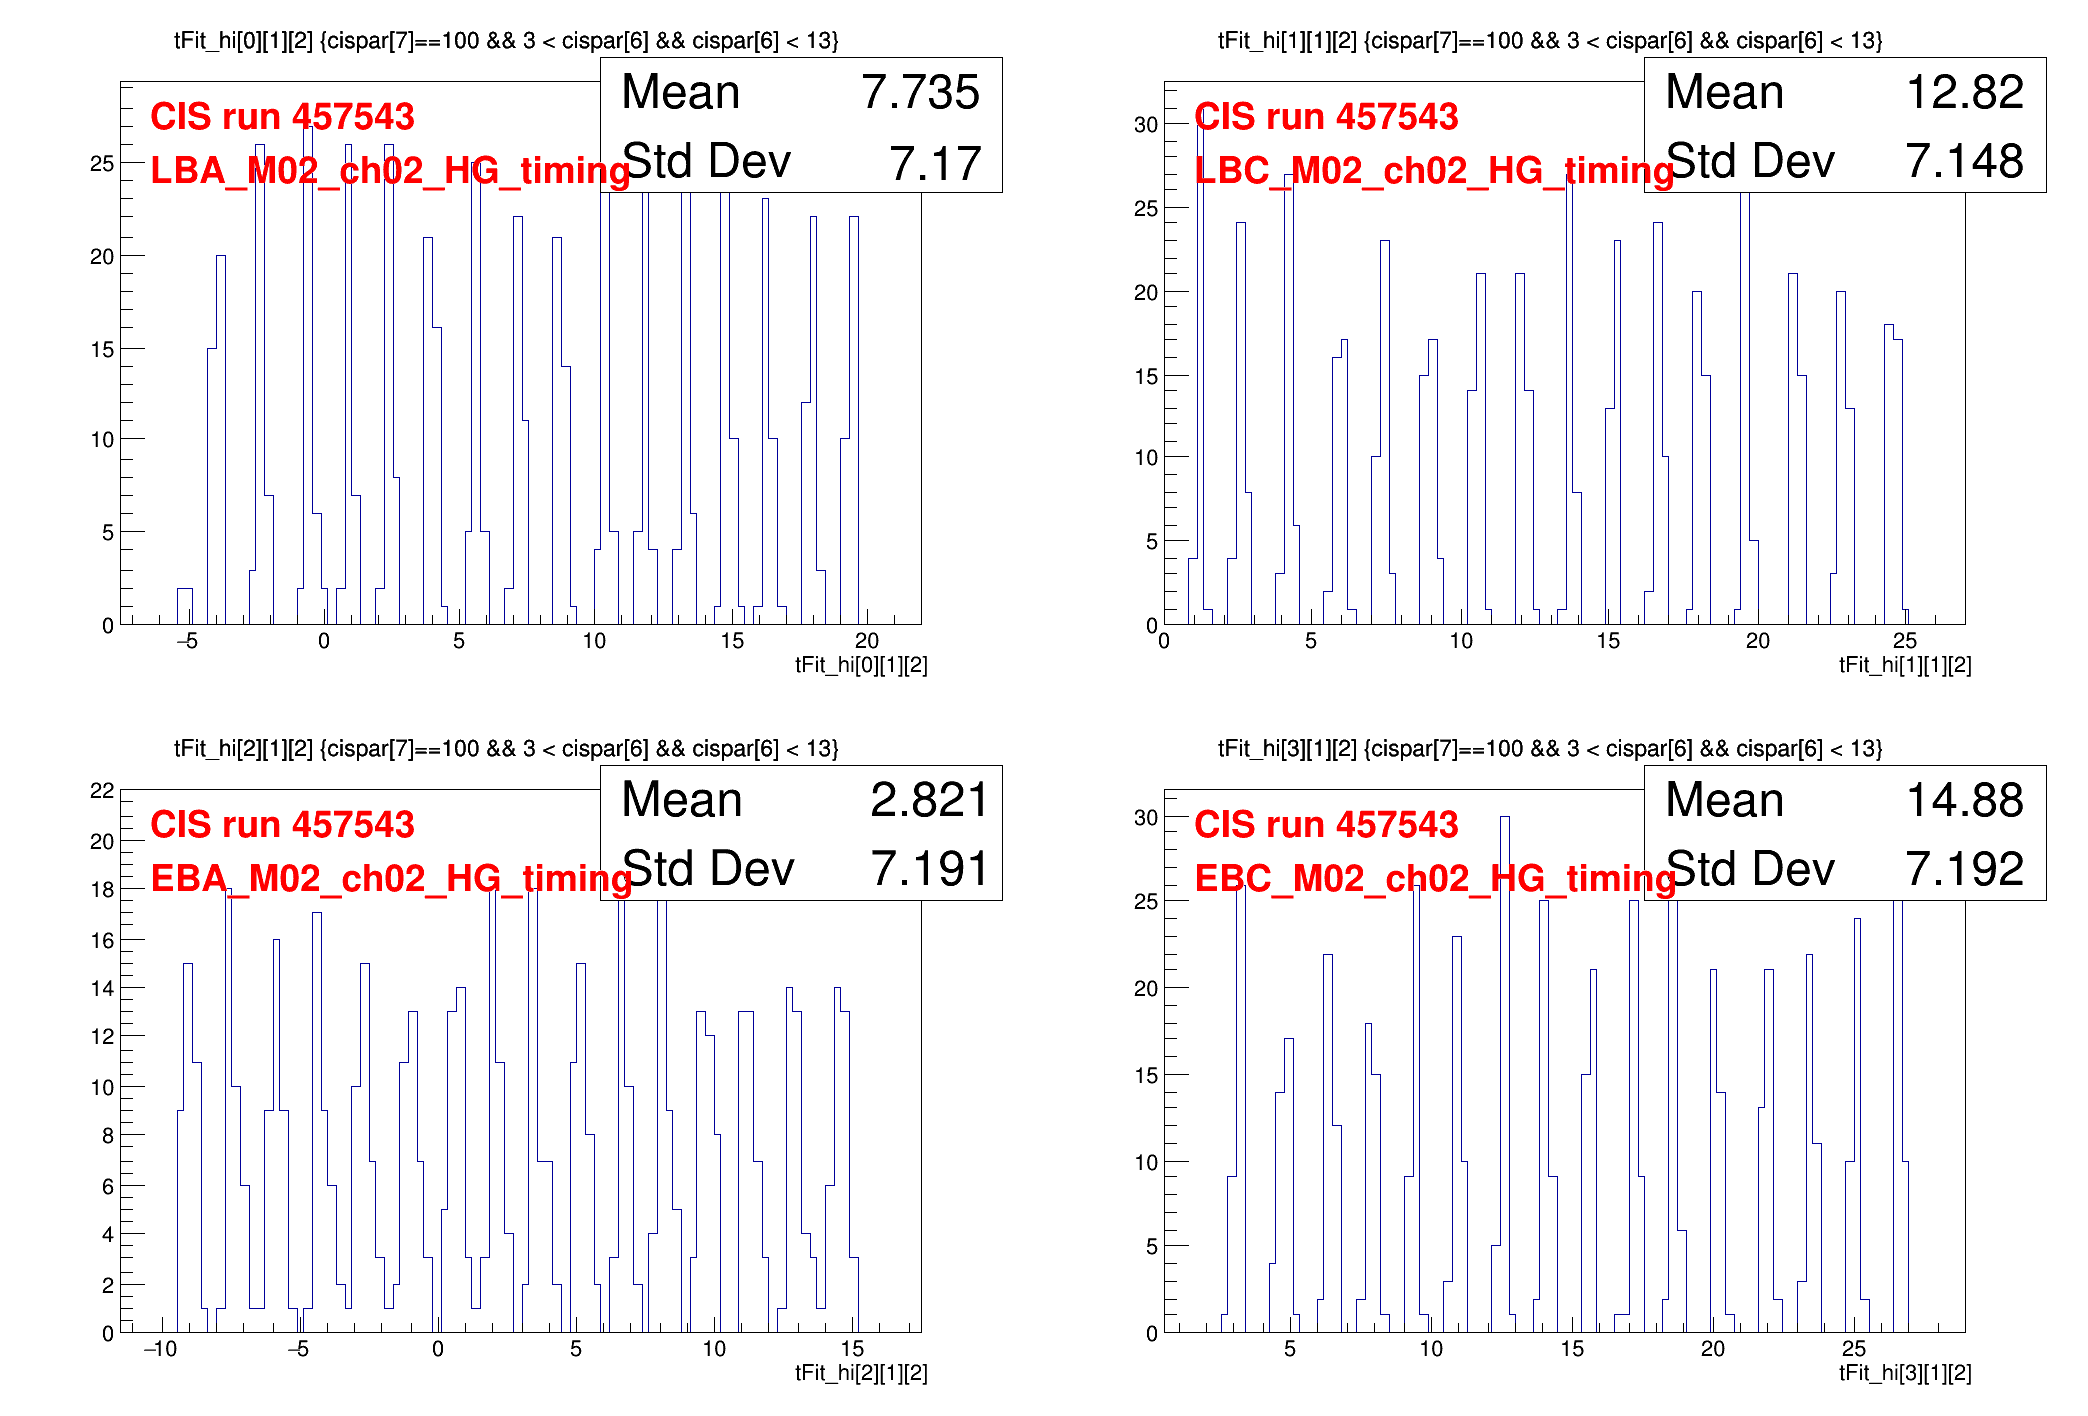 tFit_hi[0][1][2] {cispar[7]==100 && 3 < cispar[6] && cispar[6] < 13}
Mean 7.735
Std Dev 7.17
CIS run 457543
LBA_M02_ch02_HG_timing
25
20
15
10
5
0
−5 0 5 10 15 20
tFit_hi[0][1][2]
tFit_hi[1][1][2] {cispar[7]==100 && 3 < cispar[6] && cispar[6] < 13}
Mean 12.82
Std Dev 7.148
CIS run 457543
LBC_M02_ch02_HG_timing
30
25
20
15
10
5
0
0 5 10 15 20 25
tFit_hi[1][1][2]
tFit_hi[2][1][2] {cispar[7]==100 && 3 < cispar[6] && cispar[6] < 13}
Mean 2.821
Std Dev 7.191
CIS run 457543
EBA_M02_ch02_HG_timing
22
20
18
16
14
12
10
8
6
4
2
0
−10 −5 0 5 10 15
tFit_hi[2][1][2]
tFit_hi[3][1][2] {cispar[7]==100 && 3 < cispar[6] && cispar[6] < 13}
Mean 14.88
Std Dev 7.192
CIS run 457543
EBC_M02_ch02_HG_timing
30
25
20
15
10
5
0
5 10 15 20 25
tFit_hi[3][1][2]